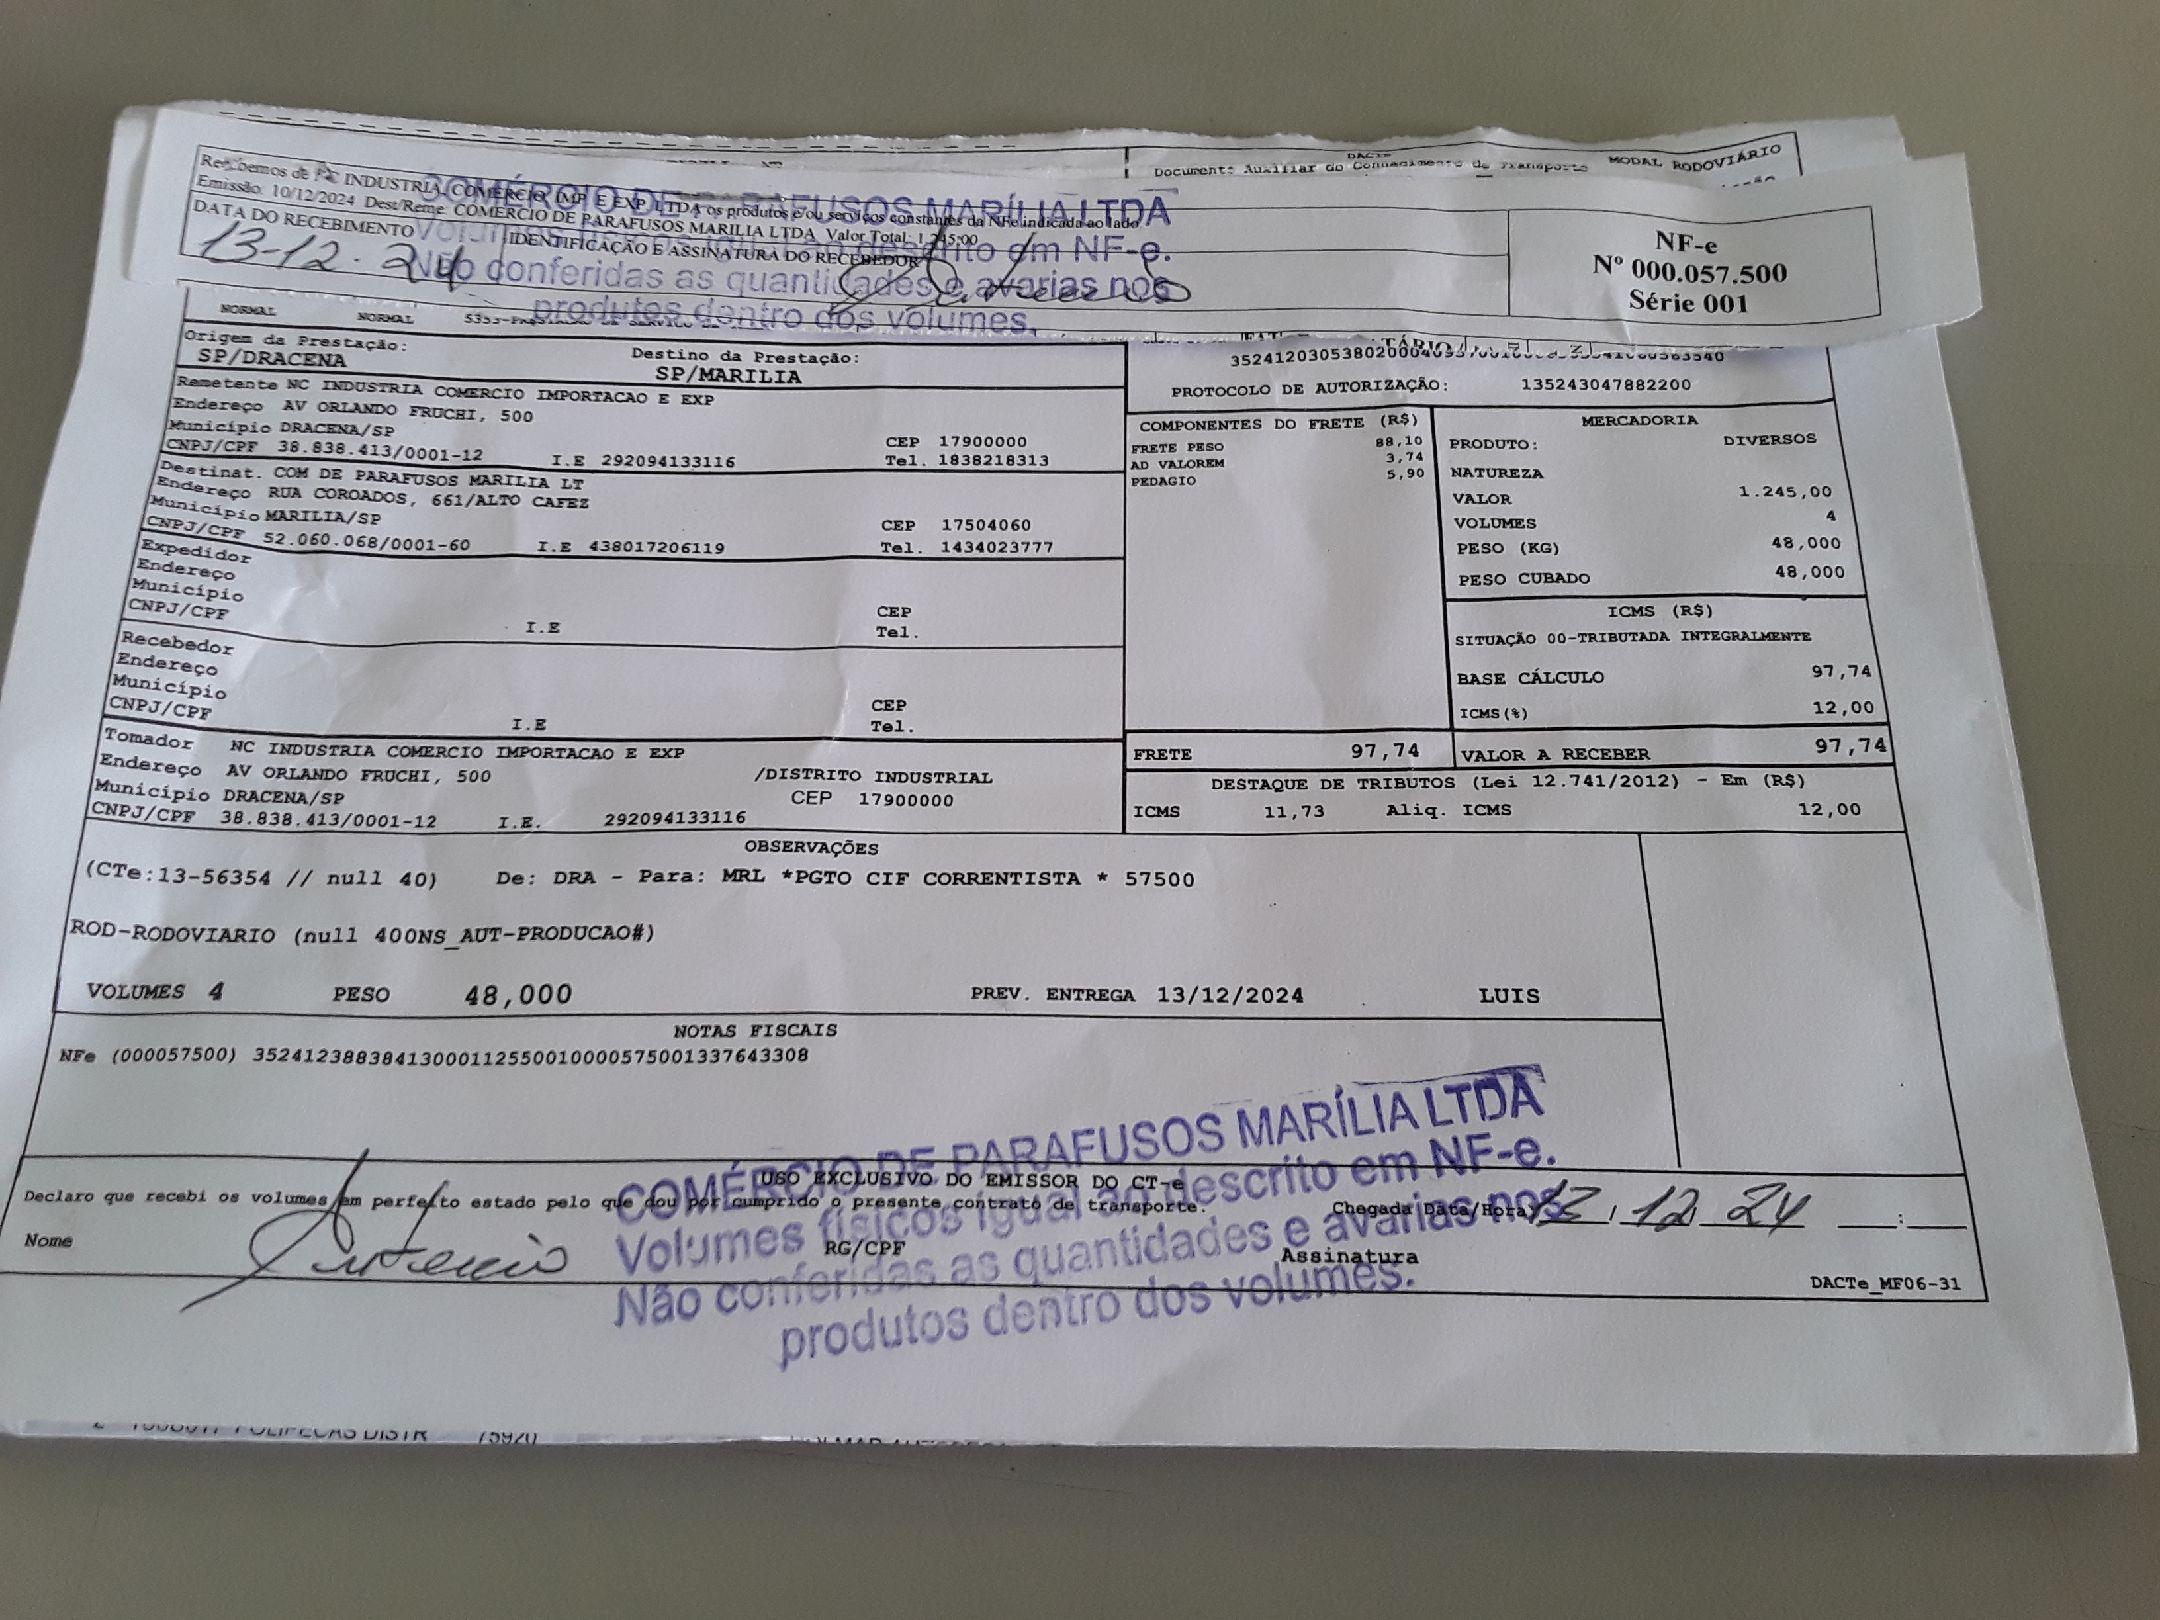 DACTE
Documento Auxiliar do Conhecimento de Transporte
MODAL RODOVIÁRIO
Recebemos de INDUSTRIA, COMERCIO, IMP. E EXP. LTDA os produtos e/ou serviços constantes da NFe indicada ao lado.
Emissão: 10/12/2024 Dest/Reme: COMERCIO DE PARAFUSOS MARILIA LTDA Valor Total: 1.245,00
DATA DO RECEBIMENTO
IDENTIFICAÇÃO E ASSINATURA DO RECEBEDOR
13-12-24
COMÉRCIO DE PARAFUSOS MARÍLIA LTDA
Volumes físicos igual ao descrito em NF-e.
Não conferidas as quantidades e avarias nos
produtos dentro dos volumes.
NF-e
Nº 000.057.500
Série 001
NORMAL NORMAL
Origem da Prestação:
SP/DRACENA
Destino da Prestação:
SP/MARILIA
PROTOCOLO DE AUTORIZAÇÃO: 135243047882200
Remetente NC INDUSTRIA COMERCIO IMPORTACAO E EXP
Endereço AV ORLANDO FRUCHI, 500
Município DRACENA/SP CEP 17900000
CNPJ/CPF 38.838.413/0001-12 I.E 292094133116 Tel. 1838218313
Destinat. COM DE PARAFUSOS MARILIA LT
Endereço RUA COROADOS, 661/ALTO CAFEZ
Município MARILIA/SP CEP 17504060
CNPJ/CPF 52.060.068/0001-60 I.E 438017206119 Tel. 1434023777
Expedidor
Endereço
Município CEP
CNPJ/CPF I.E Tel.
Recebedor
Endereço
Município CEP
CNPJ/CPF I.E Tel.
Tomador NC INDUSTRIA COMERCIO IMPORTACAO E EXP
Endereço AV ORLANDO FRUCHI, 500 /DISTRITO INDUSTRIAL
Município DRACENA/SP CEP 17900000
CNPJ/CPF 38.838.413/0001-12 I.E. 292094133116
COMPONENTES DO FRETE (R$)
FRETE PESO 88,10
AD VALOREM 3,74
PEDAGIO 5,90
MERCADORIA
PRODUTO: DIVERSOS
NATUREZA
VALOR 1.245,00
VOLUMES 4
PESO (KG) 48,000
PESO CUBADO 48,000
ICMS (R$)
SITUAÇÃO 00-TRIBUTADA INTEGRALMENTE
BASE CÁLCULO 97,74
ICMS(%) 12,00
FRETE 97,74
VALOR A RECEBER 97,74
DESTAQUE DE TRIBUTOS (Lei 12.741/2012) - Em (R$)
ICMS 11,73 Aliq. ICMS 12,00
OBSERVAÇÕES
(CTe:13-56354 // null 40) De: DRA - Para: MRL *PGTO CIF CORRENTISTA * 57500
ROD-RODOVIARIO (null 400NS_AUT-PRODUCAO#)
VOLUMES 4 PESO 48,000 PREV. ENTREGA 13/12/2024 LUIS
NOTAS FISCAIS
NFe (000057500) 35241238838413000112550010000575001337643308
USO EXCLUSIVO DO EMISSOR DO CT-e
Declaro que recebi os volumes em perfeito estado pelo que dou por cumprido o presente contrato de transporte.
Chegada Data/Hora 13/12/24 __:__
Nome Antonio RG/CPF Assinatura
DACTe_MF06-31
COMÉRCIO DE PARAFUSOS MARÍLIA LTDA
Volumes físicos igual ao descrito em NF-e.
Não conferidas as quantidades e avarias nos
produtos dentro dos volumes.